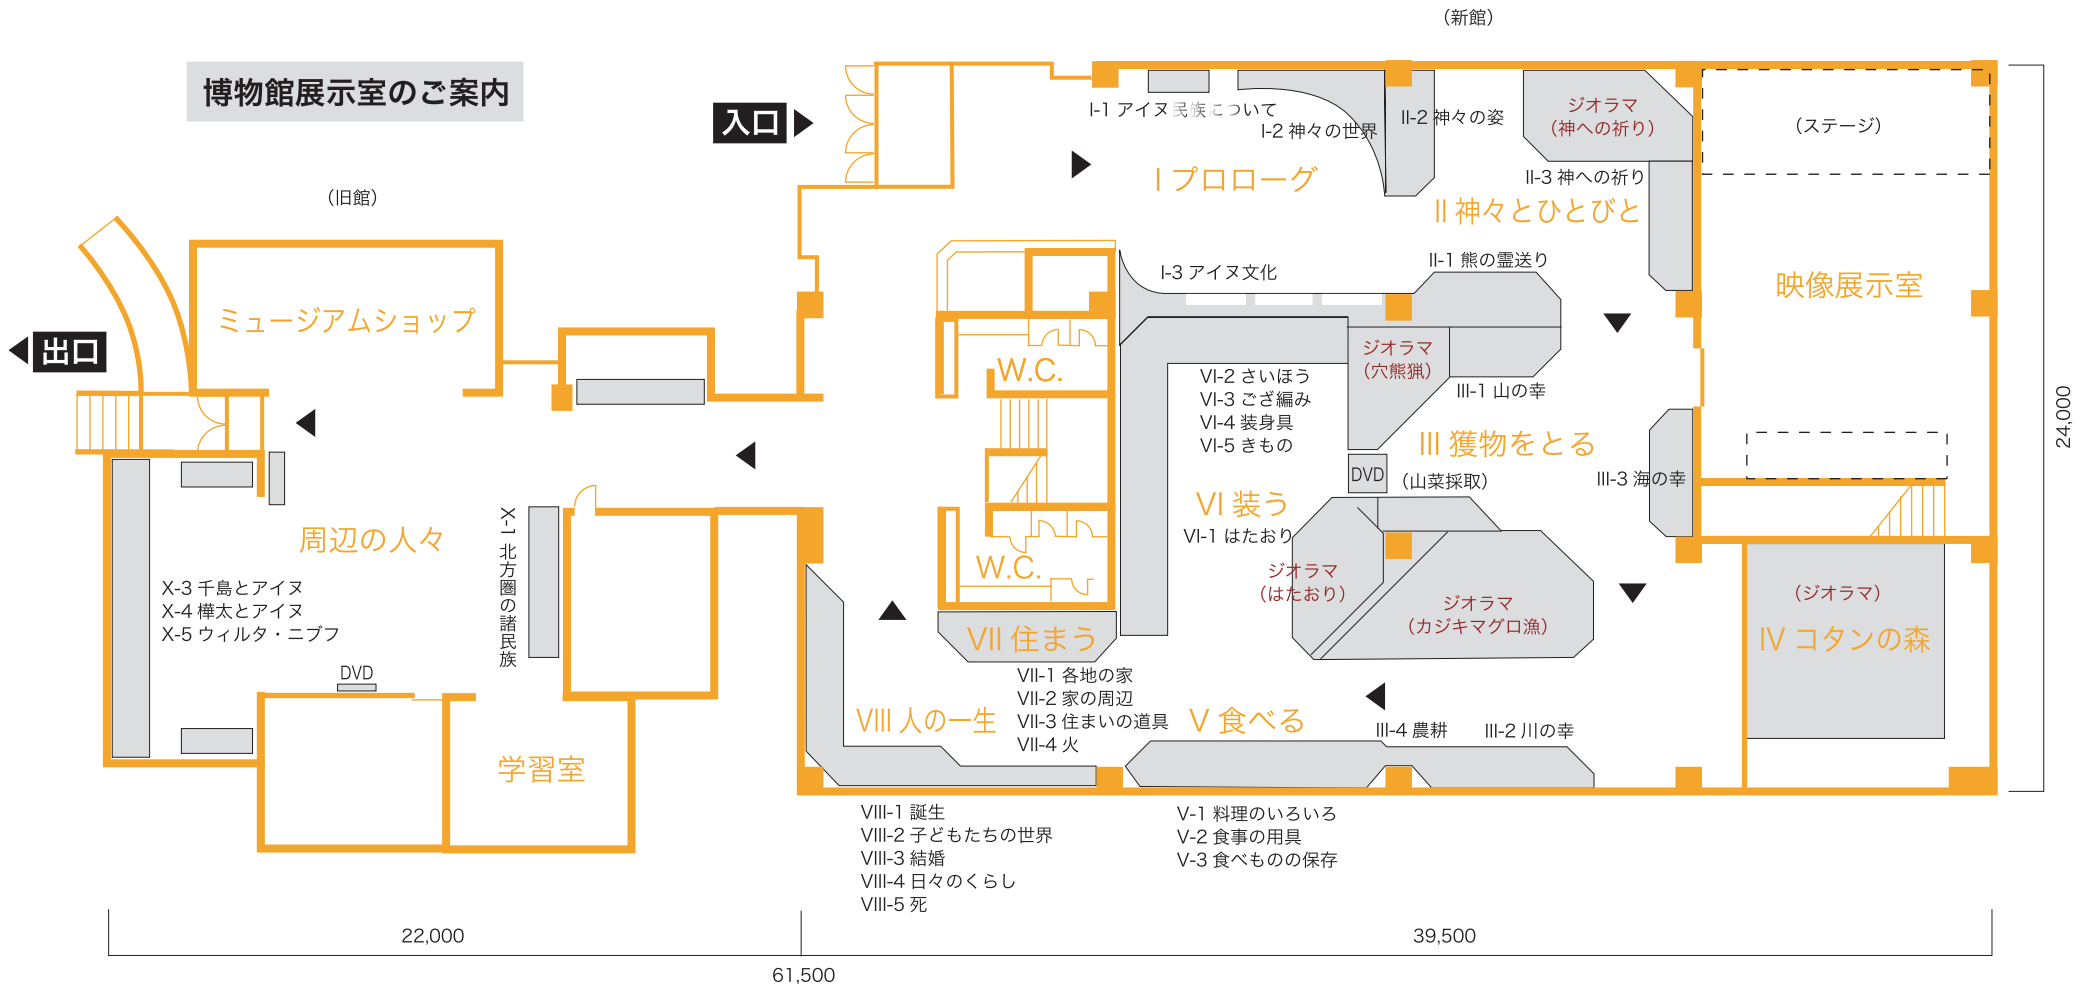 （新館）
博物館展示室のご案内
入口
（旧館）
出口
I-1 アイヌ民族について
I-2 神々の世界
II-2 神々の姿
ジオラマ
（神への祈り）
（ステージ）
I プロローグ
II-3 神への祈り
II 神々とひとびと
I-3 アイヌ文化
II-1 熊の霊送り
映像展示室
ミュージアムショップ
W.C.
ジオラマ
（穴熊猟）
VI-2 さいほう
VI-3 ござ編み
VI-4 装身具
VI-5 きもの
III-1 山の幸
III 獲物をとる
DVD
（山菜採取）
III-3 海の幸
24,000
VI 装う
VI-1 はたおり
周辺の人々
X-1 北方圏の諸民族
W.C.
ジオラマ
（はたおり）
ジオラマ
（カジキマグロ漁）
（ジオラマ）
IV コタンの森
X-3 千島とアイヌ
X-4 樺太とアイヌ
X-5 ウィルタ・ニブフ
DVD
VII 住まう
VII-1 各地の家
VII-2 家の周辺
VII-3 住まいの道具
VII-4 火
VIII 人の一生
V 食べる
III-4 農耕
III-2 川の幸
学習室
VIII-1 誕生
VIII-2 子どもたちの世界
VIII-3 結婚
VIII-4 日々のくらし
VIII-5 死
V-1 料理のいろいろ
V-2 食事の用具
V-3 食べものの保存
22,000
39,500
61,500